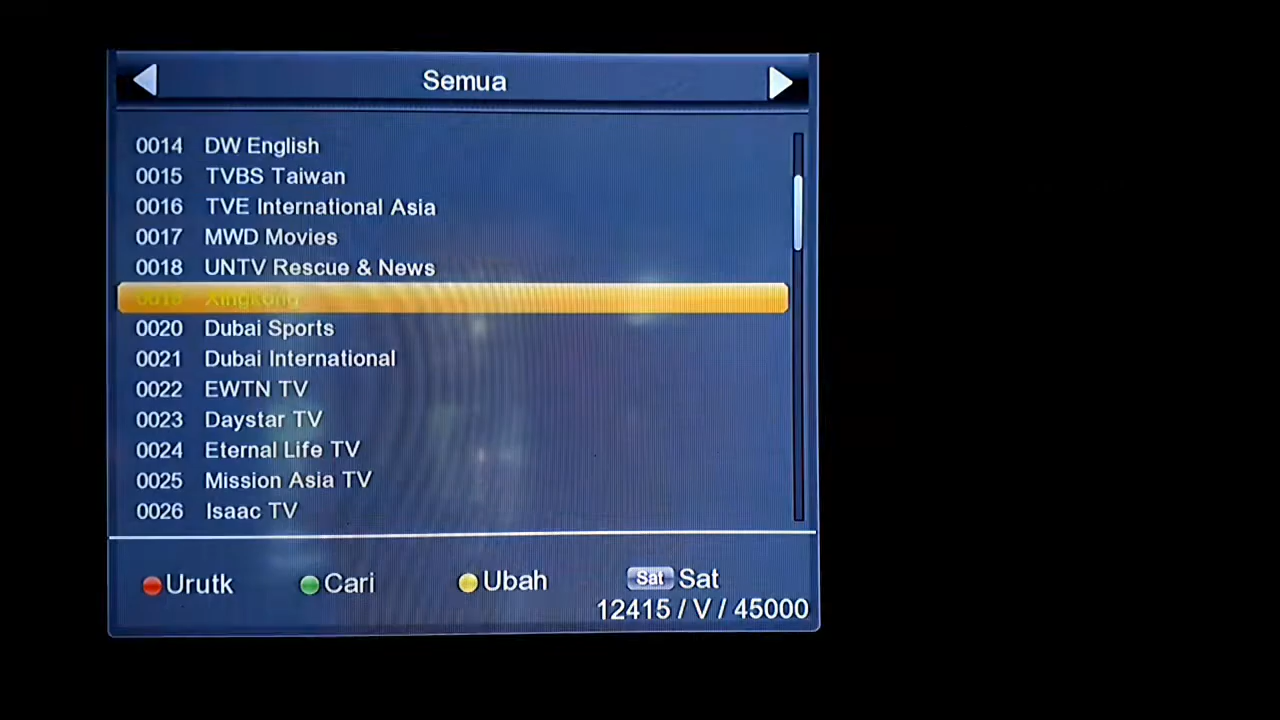 Semua
0014 DW English
0015 TVBS Taiwan
0016 TVE International Asia
0017 MWD Movies
0018 UNTV Rescue & News
0019 Xingkong
0020 Dubai Sports
0021 Dubai International
0022 EWTN TV
0023 Daystar TV
0024 Eternal Life TV
0025 Mission Asia TV
0026 Isaac TV
Urutk Cari Ubah Sat Sat
12415 / V / 45000